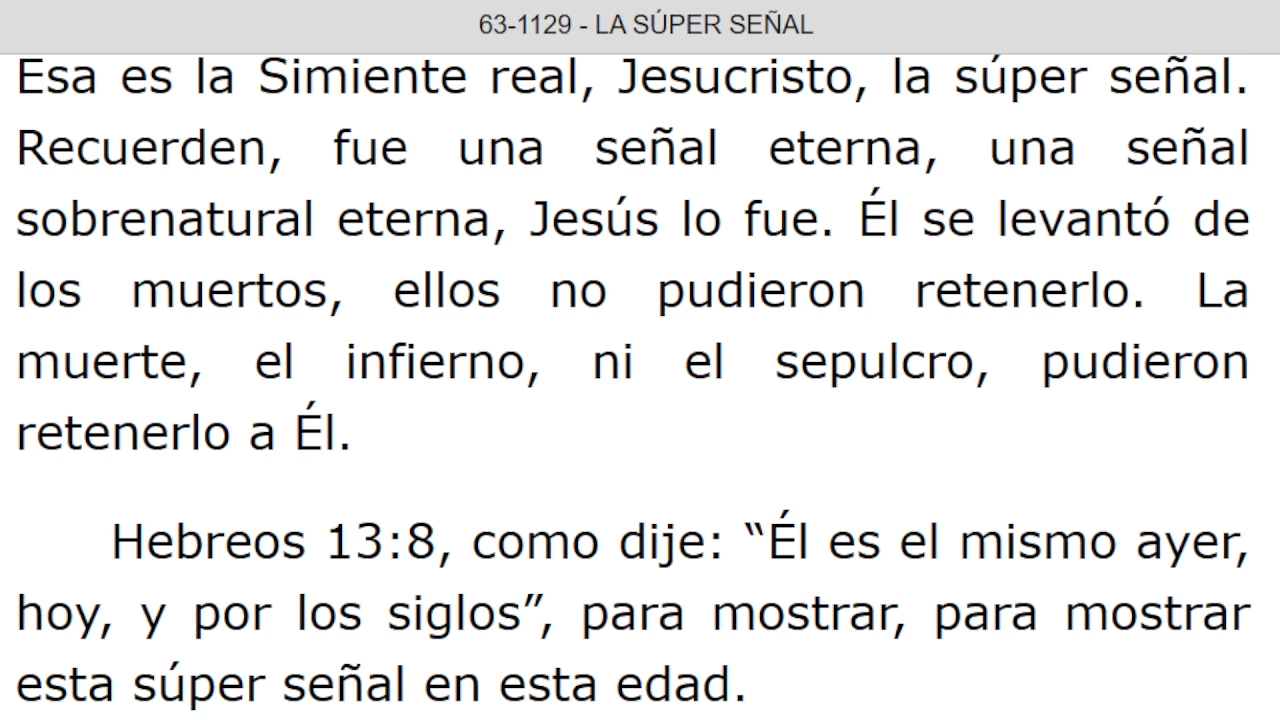 63-1129 - LA SÚPER SEÑAL
Esa es la Simiente real, Jesucristo, la súper señal.
Recuerden, fue una señal eterna, una señal
sobrenatural eterna, Jesús lo fue. Él se levantó de
los muertos, ellos no pudieron retenerlo. La
muerte, el infierno, ni el sepulcro, pudieron
retenerlo a Él.
Hebreos 13:8, como dije: “Él es el mismo ayer,
hoy, y por los siglos”, para mostrar, para mostrar
esta súper señal en esta edad.